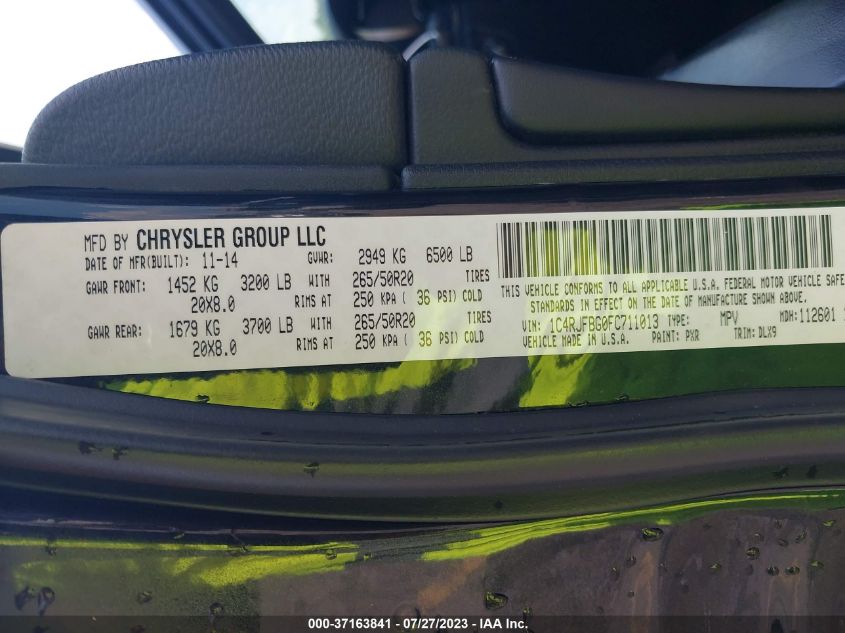 MFD BY CHRYSLER GROUP LLC
DATE OF MFR(BUILT): 11-14 GVWR: 2949 KG 6500 LB
GAWR FRONT: 1452 KG 3200 LB WITH 265/50R20 TIRES
20X8.0 RIMS AT 250 KPA ( 36 PSI) COLD
GAWR REAR: 1679 KG 3700 LB WITH 265/50R20 TIRES
20X8.0 RIMS AT 250 KPA ( 36 PSI) COLD
THIS VEHICLE CONFORMS TO ALL APPLICABLE U.S.A. FEDERAL MOTOR VEHICLE SAFE
STANDARDS IN EFFECT ON THE DATE OF MANUFACTURE SHOWN ABOVE.
VIN: 1C4RJFBG0FC711013 TYPE: MPV MDH: 112601
VEHICLE MADE IN U.S.A. PAINT: PXR TRIM: DLX9
000-37163841 - 07/27/2023 - IAA Inc.